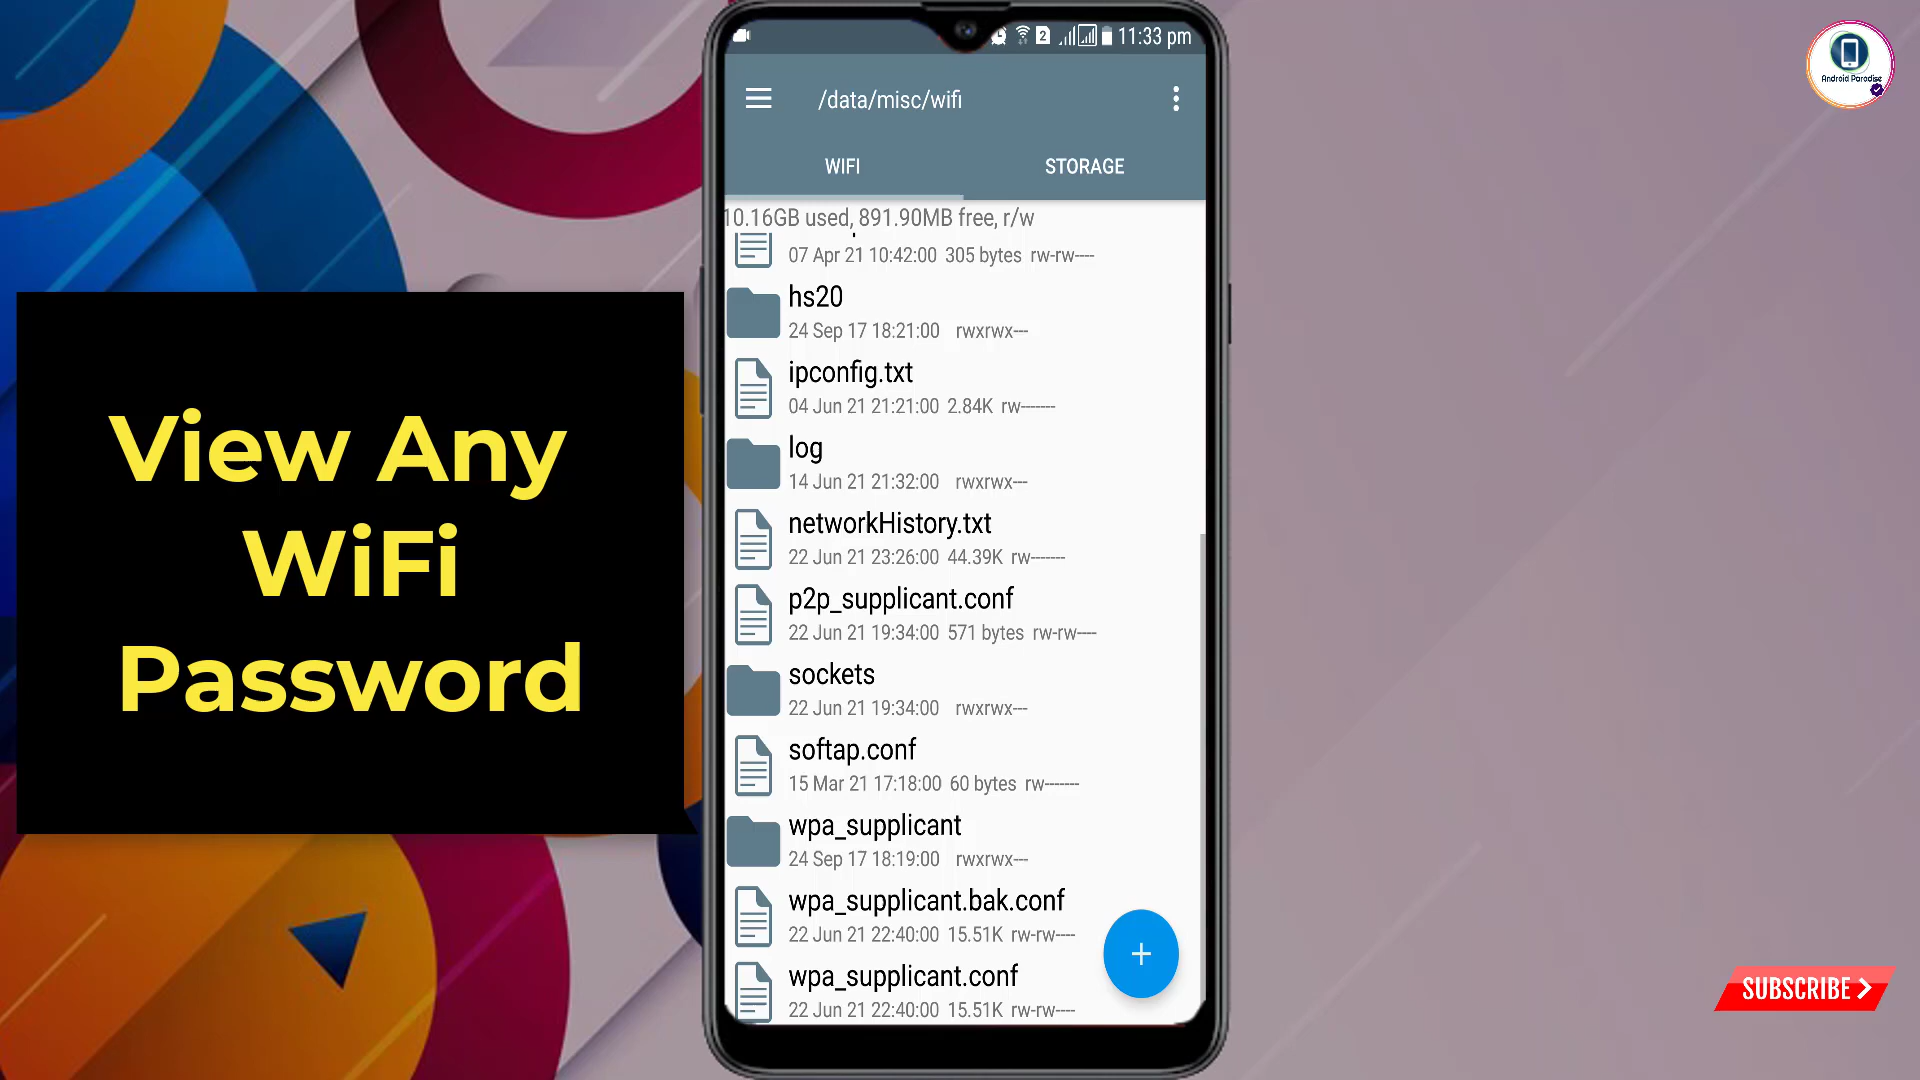 2 11:33 pm
/data/misc/wifi
Android Paradise
WIFI STORAGE
10.16GB used, 891.90MB free, r/w
07 Apr 21 10:42:00 305 bytes rw-rw----
hs20
24 Sep 17 18:21:00 rwxrwx---
ipconfig.txt
04 Jun 21 21:21:00 2.84K rw-------
log
14 Jun 21 21:32:00 rwxrwx---
networkHistory.txt
22 Jun 21 23:26:00 44.39K rw-------
p2p_supplicant.conf
22 Jun 21 19:34:00 571 bytes rw-rw----
sockets
22 Jun 21 19:34:00 rwxrwx---
softap.conf
15 Mar 21 17:18:00 60 bytes rw-------
wpa_supplicant
24 Sep 17 18:19:00 rwxrwx---
wpa_supplicant.bak.conf
22 Jun 21 22:40:00 15.51K rw-rw----
wpa_supplicant.conf
22 Jun 21 22:40:00 15.51K rw-rw----
View Any
WiFi
Password
SUBSCRIBE